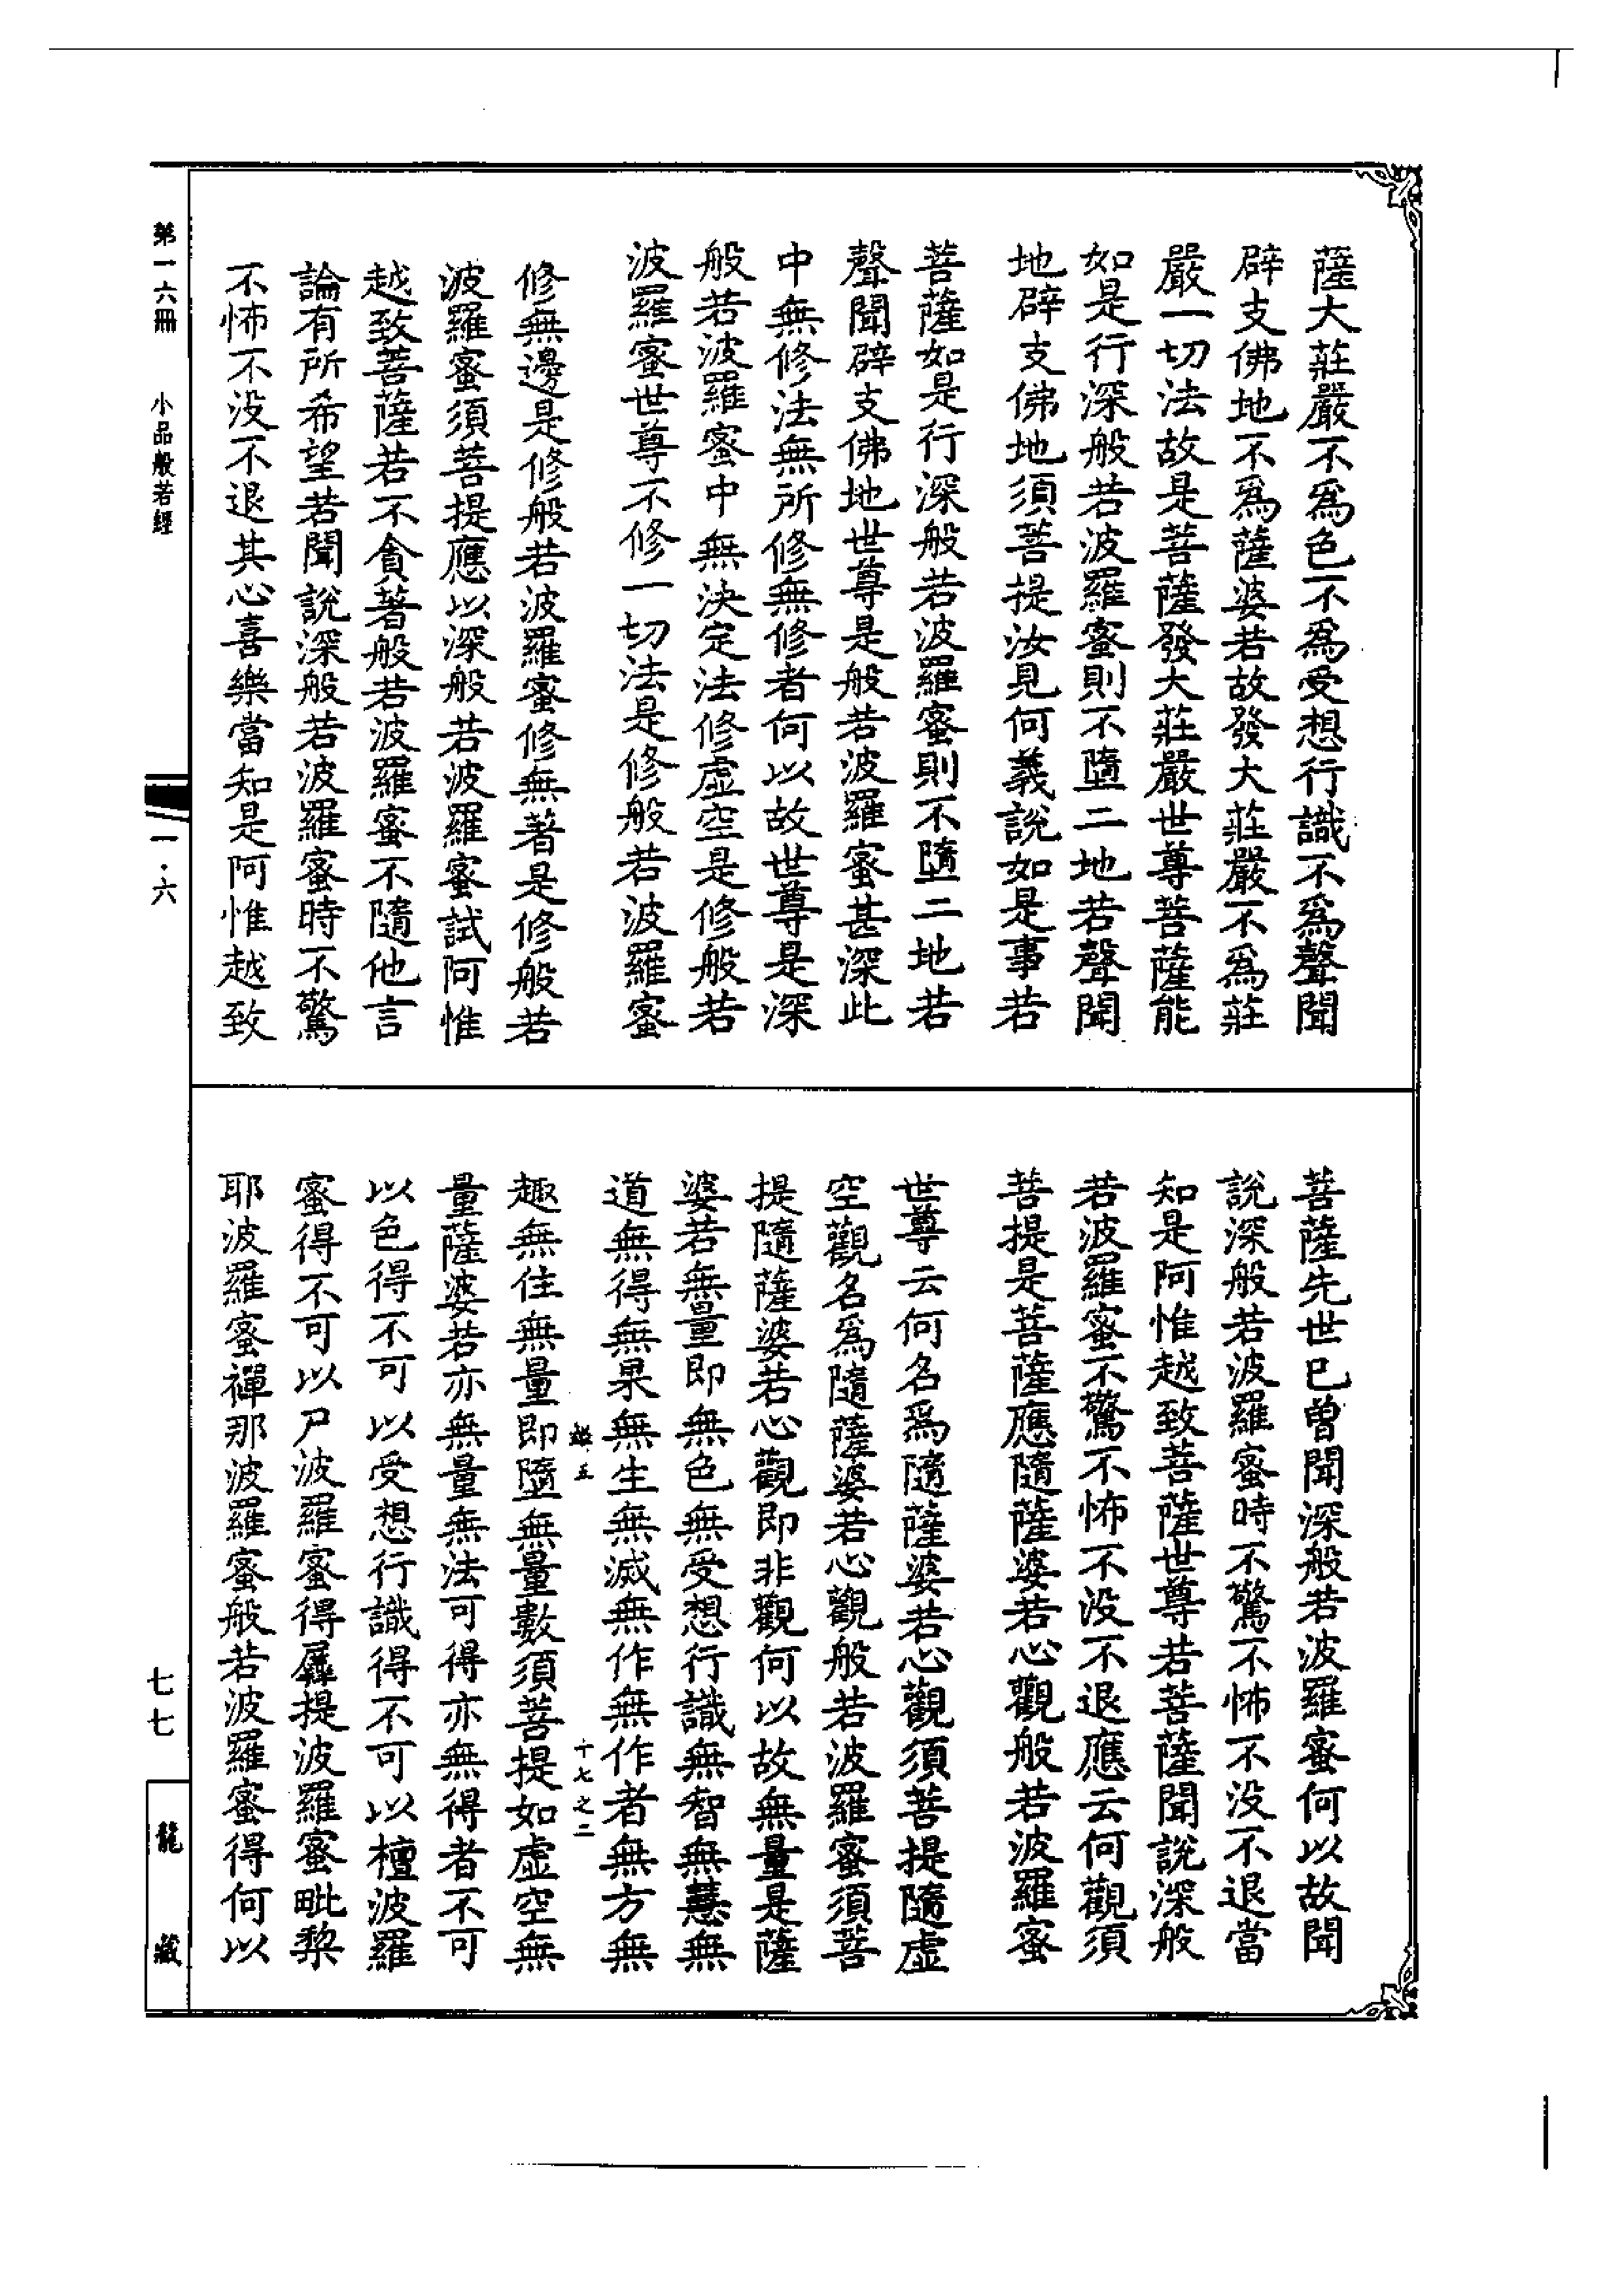 薩大莊嚴不爲色不爲受想行識不爲聲聞
辟支佛地不爲薩婆若故發大莊嚴不爲莊
嚴一切法故是菩薩發大莊嚴世尊菩薩能
如是行深般若波羅蜜則不墮二地若聲聞
地辟支佛地須菩提汝見何義說如是事若
菩薩如是行深般若波羅蜜則不墮二地若
聲聞辟支佛地世尊是般若波羅蜜甚深此
中無修法無所修無修者何以故世尊是深
般若波羅蜜中無決定法修虛空是修般若
波羅蜜世尊不修一切法是修般若波羅蜜
修無邊是修般若波羅蜜修無著是修般若
波羅蜜須菩提應以深般若波羅蜜試阿惟
越致菩薩若不貪著般若波羅蜜不隨他言
論有所希望若聞說深般若波羅蜜時不驚
不怖不没不退其心喜樂當知是阿惟越致
菩薩先世已曾聞深般若波羅蜜何以故聞
說深般若波羅蜜時不驚不怖不没不退當
知是阿惟越致菩薩世尊若菩薩聞說深般
若波羅蜜不驚不怖不没不退應云何觀須
菩提是菩薩應隨薩婆若心觀般若波羅蜜
世尊云何名爲隨薩婆若心觀須菩提隨虛
空觀名爲隨薩婆若心觀般若波羅蜜須菩
提隨薩婆若心觀即非觀何以故無量是薩
婆若無量即無色無受想行識無智無慧無
道無得無果無生無滅無作無作者無方無
五 十七之二
趣無住無量即墮無量數須菩提如虛空無
量薩婆若亦無量無法可得亦無得者不可
以色得不可以受想行識得不可以檀波羅
蜜得不可以尸波羅蜜得羼提波羅蜜毗梨
耶波羅蜜禪那波羅蜜般若波羅蜜得何以
第一六冊 小品般若經 一·六 七七 龍藏